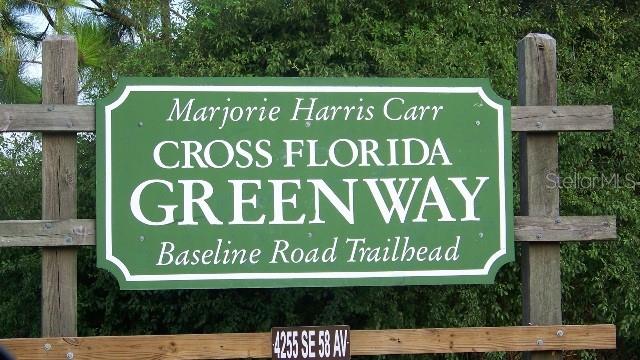 Marjorie Harris Carr
CROSS FLORIDA
GREENWAY
Baseline Road Trailhead
StellarMLS
4255 SE 58 AV